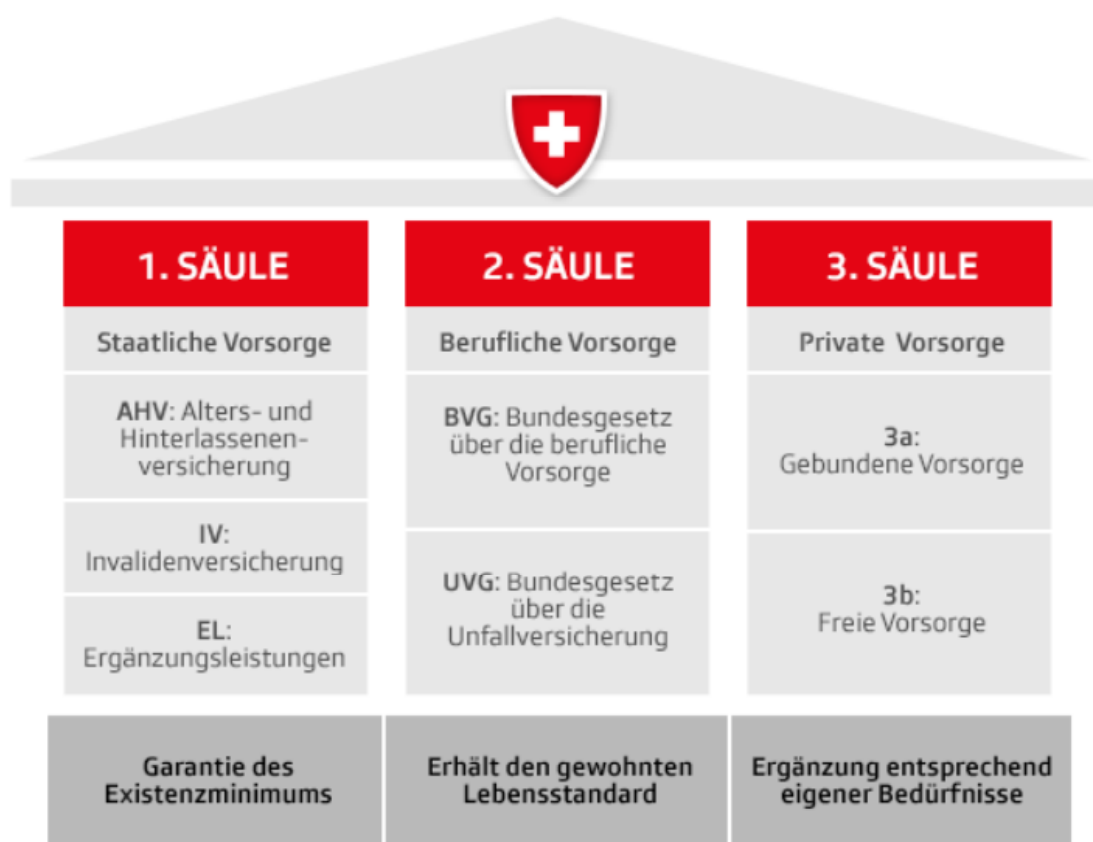 1. SÄULE
Staatliche Vorsorge
AHV: Alters- und
Hinterlassenen-
versicherung
IV:
Invalidenversicherung
EL:
Ergänzungsleistungen
Garantie des
Existenzminimums
2. SÄULE
Berufliche Vorsorge
BVG: Bundesgesetz
über die berufliche
Vorsorge
UVG: Bundesgesetz
über die
Unfallversicherung
Erhält den gewohnten
Lebensstandard
3. SÄULE
Private Vorsorge
3a:
Gebundene Vorsorge
3b:
Freie Vorsorge
Ergänzung entsprechend
eigener Bedürfnisse